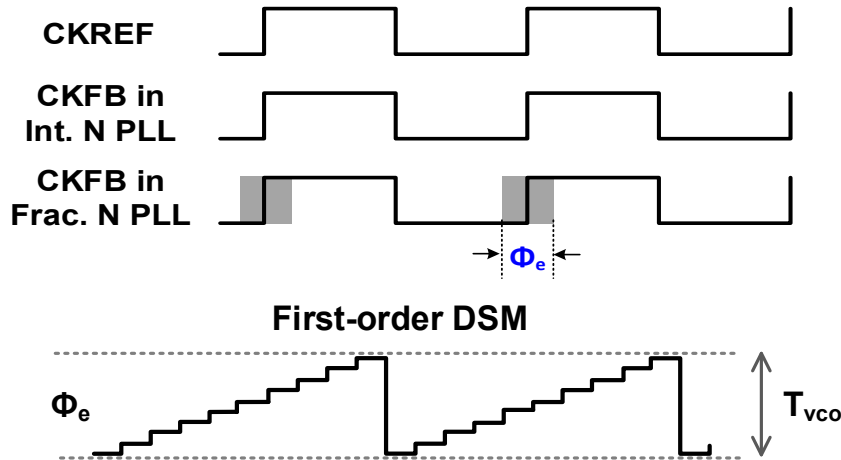 CKREF
CKFB in
Int. N PLL
CKFB in
Frac. N PLL
Φe
First-order DSM
Φe
Tvco